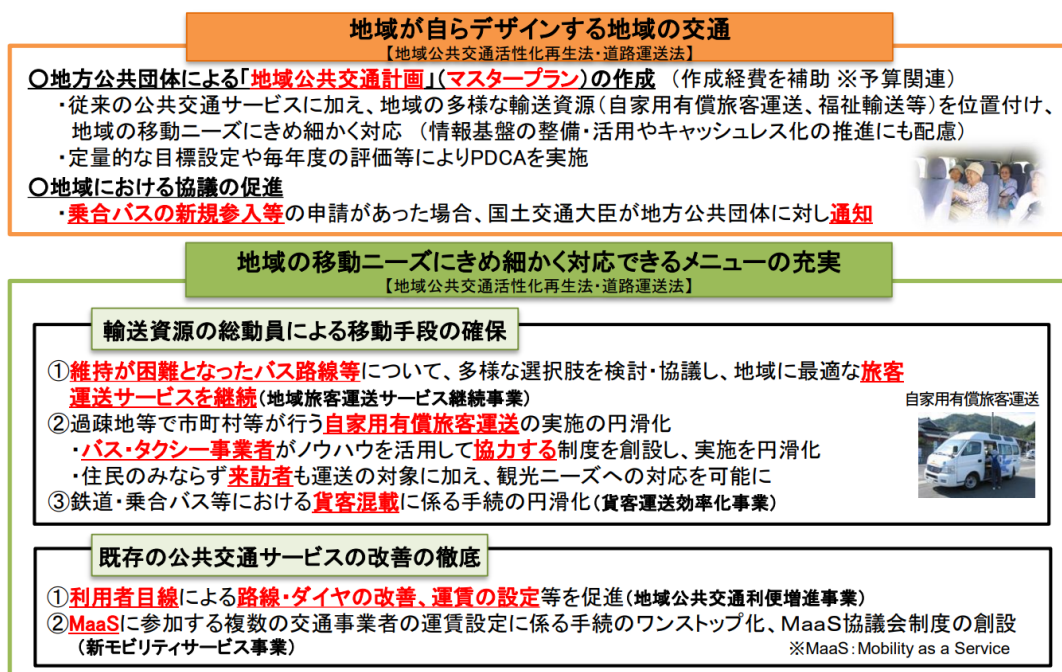 地域が自らデザインする地域の交通
【地域公共交通活性化再生法・道路運送法】
○地方公共団体による「地域公共交通計画」(マスタープラン)の作成 (作成経費を補助 ※予算関連)
・従来の公共交通サービスに加え、地域の多様な輸送資源(自家用有償旅客運送、福祉輸送等)を位置付け、
地域の移動ニーズにきめ細かく対応 (情報基盤の整備・活用やキャッシュレス化の推進にも配慮)
・定量的な目標設定や毎年度の評価等によりPDCAを実施
○地域における協議の促進
・乗合バスの新規参入等の申請があった場合、国土交通大臣が地方公共団体に対し通知
地域の移動ニーズにきめ細かく対応できるメニューの充実
【地域公共交通活性化再生法・道路運送法】
輸送資源の総動員による移動手段の確保
①維持が困難となったバス路線等について、多様な選択肢を検討・協議し、地域に最適な旅客
運送サービスを継続(地域旅客運送サービス継続事業)
自家用有償旅客運送
②過疎地等で市町村等が行う自家用有償旅客運送の実施の円滑化
・バス・タクシー事業者がノウハウを活用して協力する制度を創設し、実施を円滑化
・住民のみならず来訪者も運送の対象に加え、観光ニーズへの対応を可能に
③鉄道・乗合バス等における貨客混載に係る手続の円滑化(貨客運送効率化事業)
既存の公共交通サービスの改善の徹底
①利用者目線による路線・ダイヤの改善、運賃の設定等を促進(地域公共交通利便増進事業)
②MaaSに参加する複数の交通事業者の運賃設定に係る手続のワンストップ化、MaaS協議会制度の創設
(新モビリティサービス事業)
※MaaS:Mobility as a Service